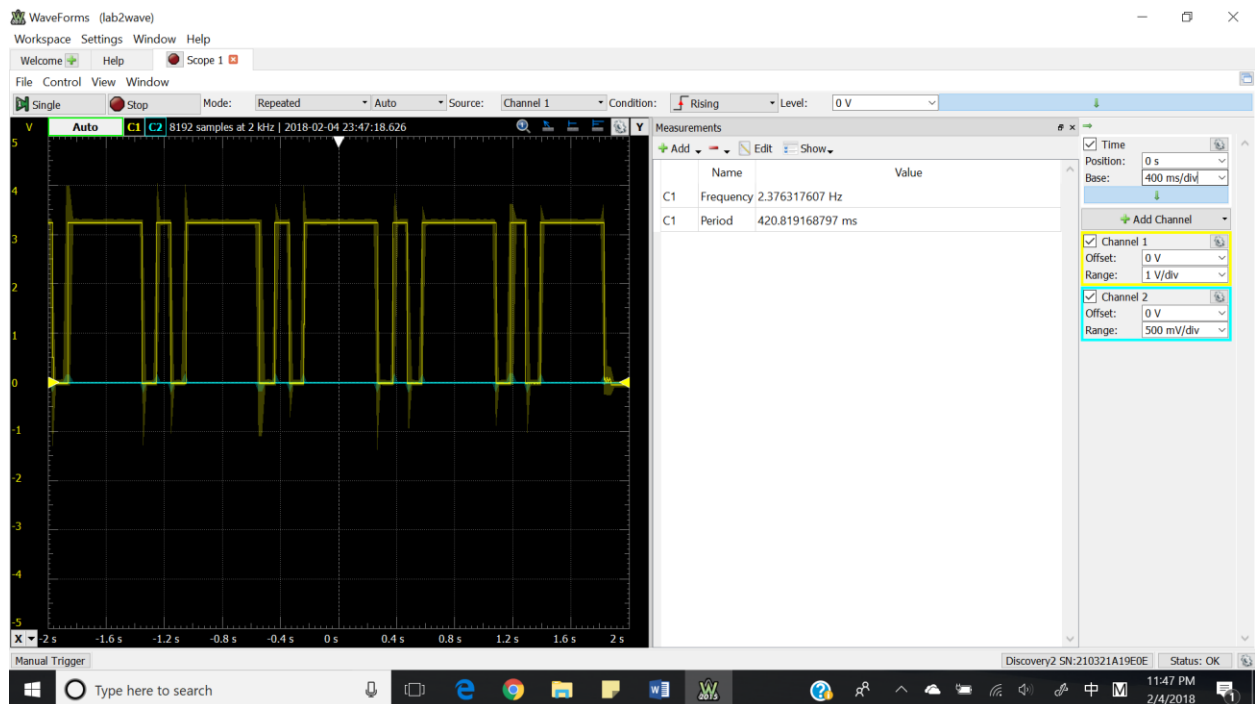 WaveForms (lab2wave)
Workspace Settings Window Help
Welcome Help Scope 1
File Control View Window
Single Stop Mode: Repeated Auto Source: Channel 1 Condition: Rising Level: 0 V
V Auto C1 C2 8192 samples at 2 kHz | 2018-02-04 23:47:18.626 Y
5
4
3
2
1
0
-1
-2
-3
-4
-5
X -2 s -1.6 s -1.2 s -0.8 s -0.4 s 0 s 0.4 s 0.8 s 1.2 s 1.6 s 2 s
Measurements
Add Edit Show
Name Value
C1 Frequency 2.376317607 Hz
C1 Period 420.819168797 ms
Time
Position: 0 s
Base: 400 ms/div
Add Channel
Channel 1
Offset: 0 V
Range: 1 V/div
Channel 2
Offset: 0 V
Range: 500 mV/div
Manual Trigger Discovery2 SN:210321A19E0E Status: OK
Type here to search 中 M 11:47 PM
2/4/2018